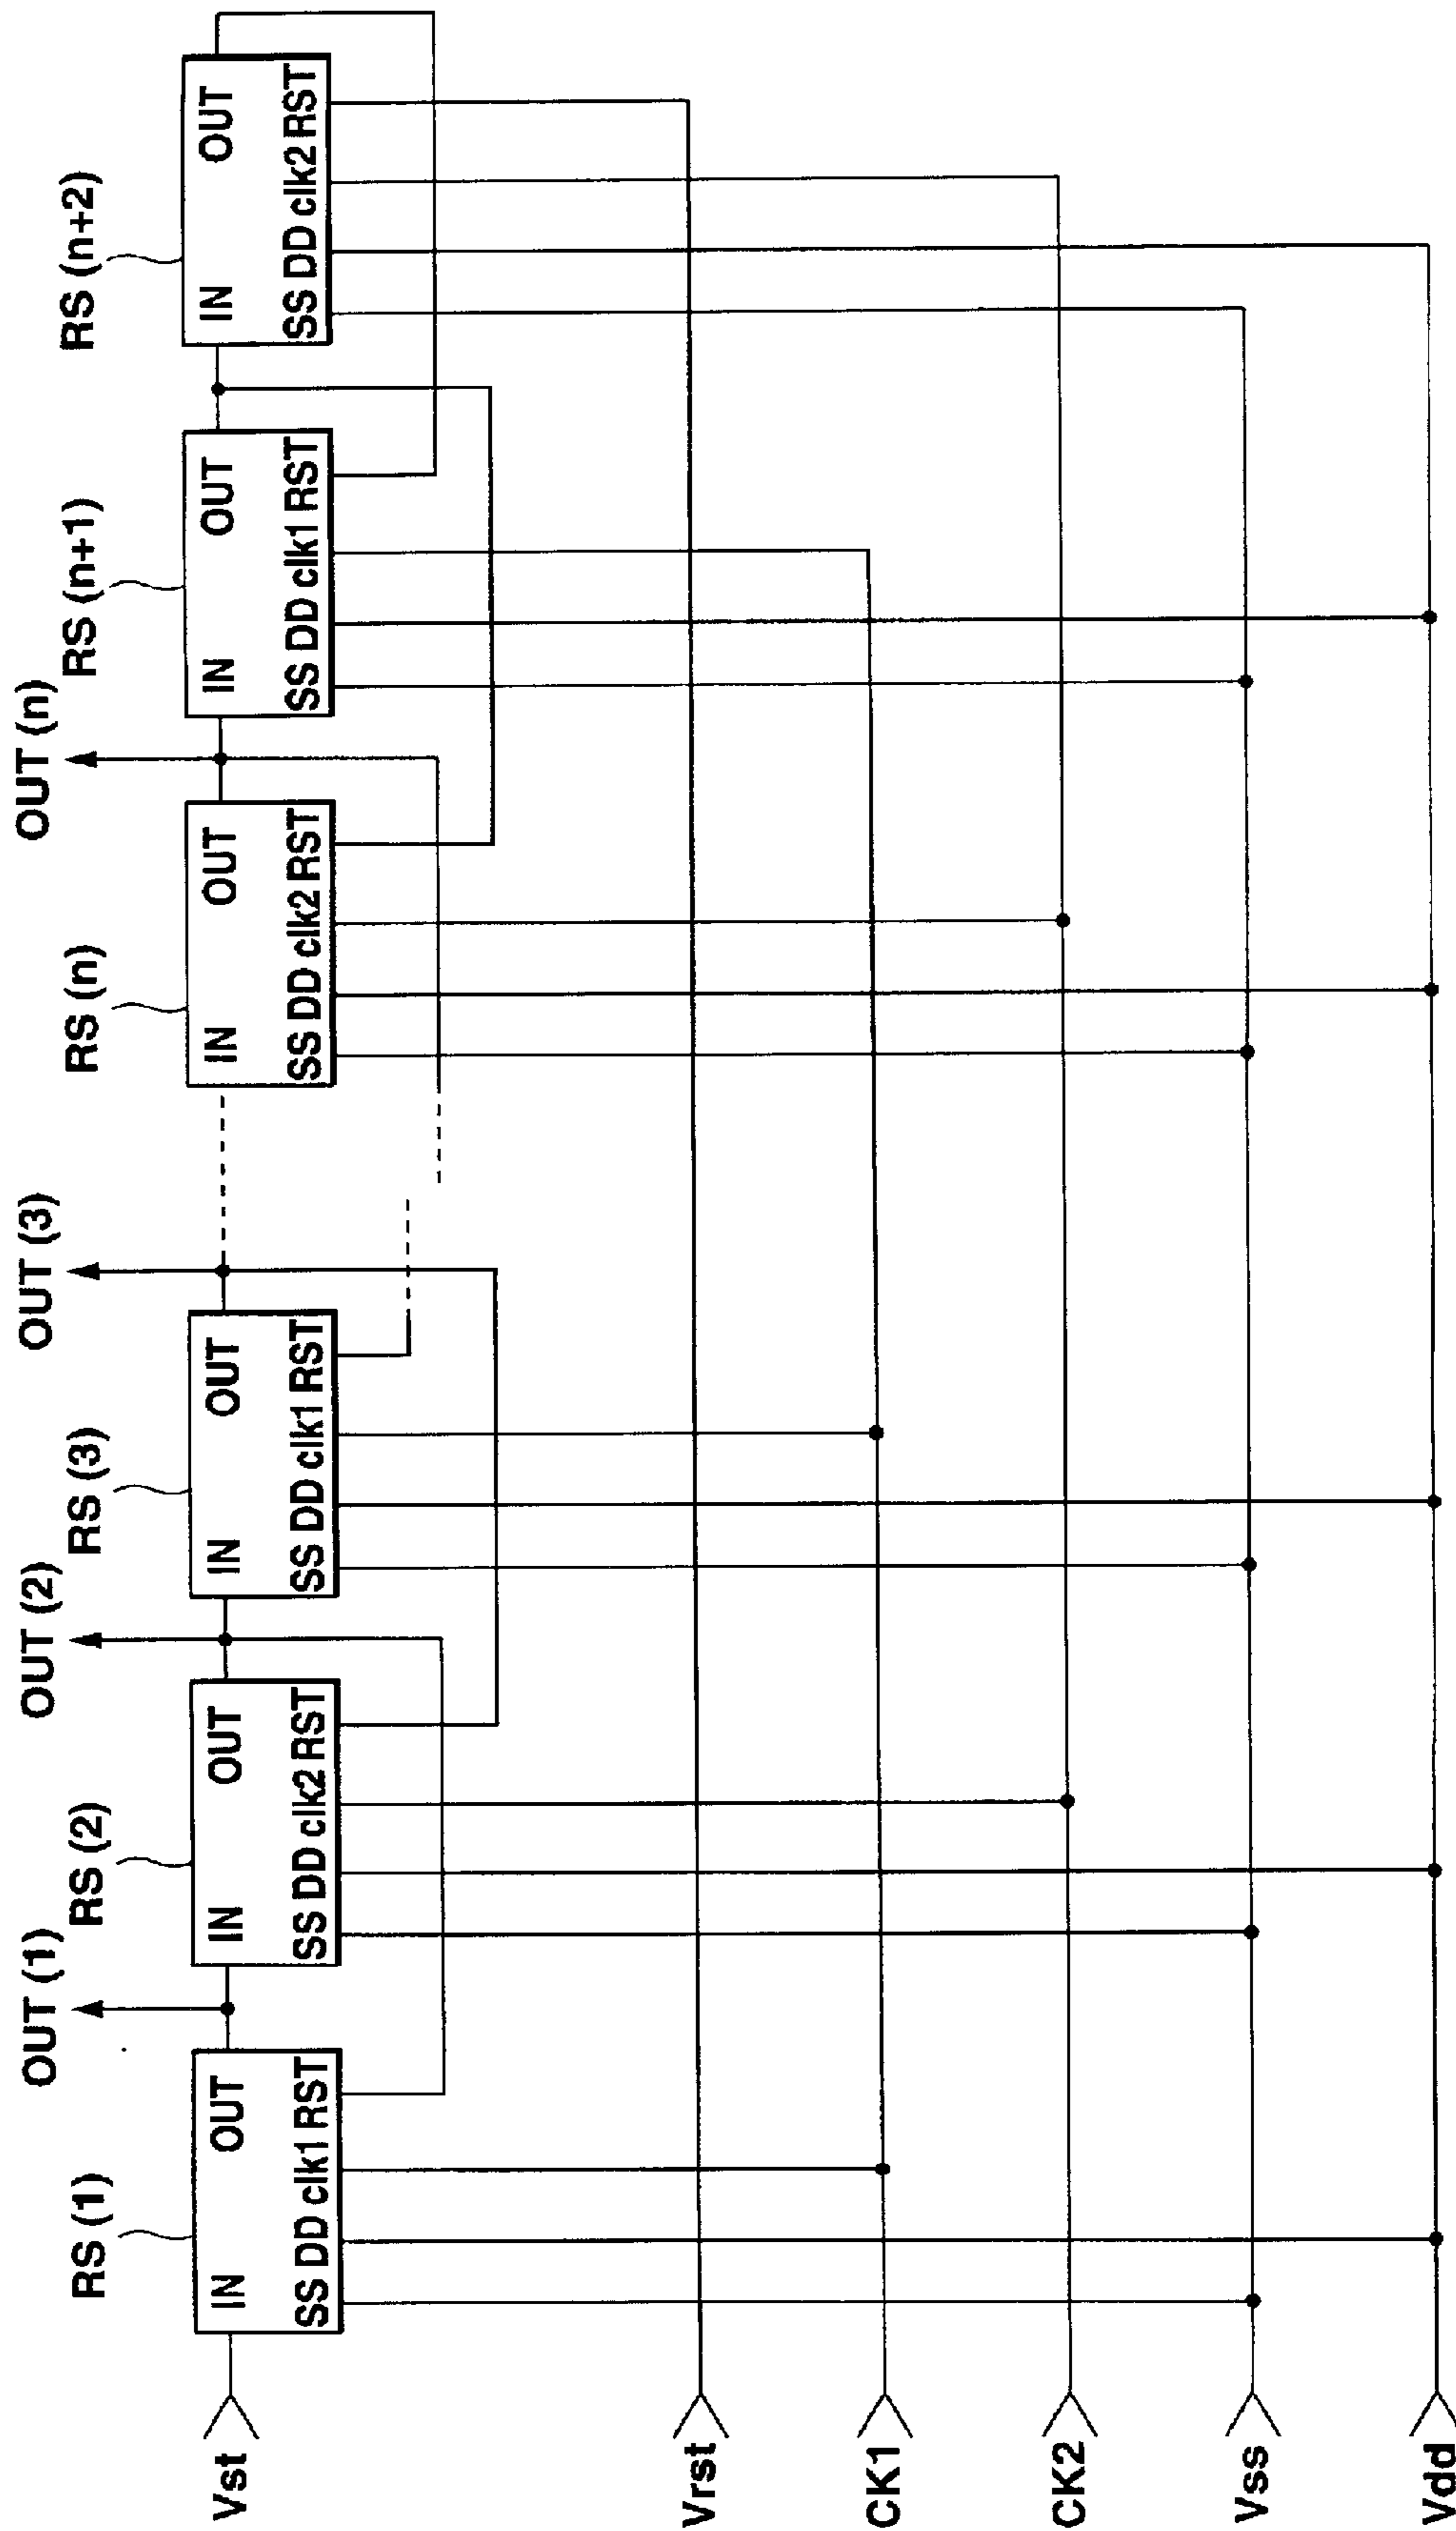 OUT (1)
OUT (2)
OUT (3)
OUT (n)
RS (1)
RS (2)
RS (3)
RS (n)
RS (n+1)
RS (n+2)
Vst
IN OUT
SS DD clk1 RST
IN OUT
SS DD clk2 RST
IN OUT
SS DD clk1 RST
IN OUT
SS DD clk2 RST
IN OUT
SS DD clk1 RST
IN OUT
SS DD clk2 RST
Vrst
CK1
CK2
Vss
Vdd